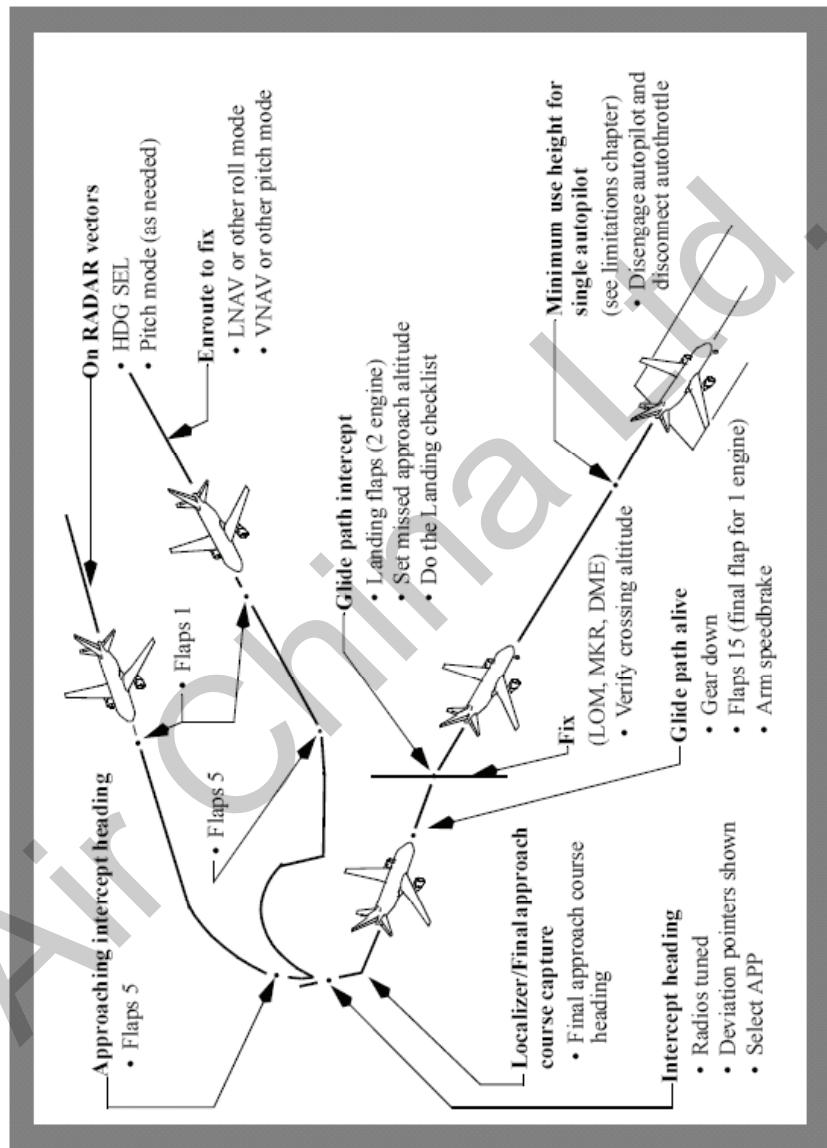 On RADAR vectors
• HDG SEL
• Pitch mode (as needed)
Enroute to fix
• LNAV or other roll mode
• VNAV or other pitch mode
• Flaps 1
Approaching intercept heading
• Flaps 5
• Flaps 5
Glide path intercept
• Landing flaps (2 engine)
• Set missed approach altitude
• Do the Landing checklist
Minimum use height for
single autopilot
(see limitations chapter)
• Disengage autopilot and
disconnect autothrottle
Fix
(LOM, MKR, DME)
• Verify crossing altitude
Localizer/Final approach
course capture
• Final approach course
heading
Glide path alive
• Gear down
• Flaps 15 (final flap for 1 engine)
• Arm speedbrake
Intercept heading
• Radios tuned
• Deviation pointers shown
• Select APP
Air China Ltd.